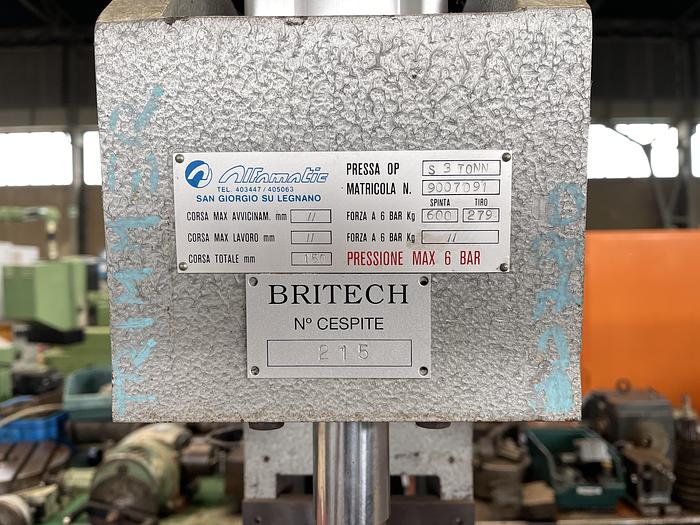 Alfamatic PRESSA OP S 3 TONN
TEL. 403447 / 405063 MATRICOLA N. 9007D91
SAN GIORGIO SU LEGNANO SPINTA TIRO
CORSA MAX AVVICINAM. mm // FORZA A 6 BAR Kg 600 279
CORSA MAX LAVORO mm // FORZA A 6 BAR Kg //
CORSA TOTALE mm 150 PRESSIONE MAX 6 BAR
BRITECH
N° CESPITE
215